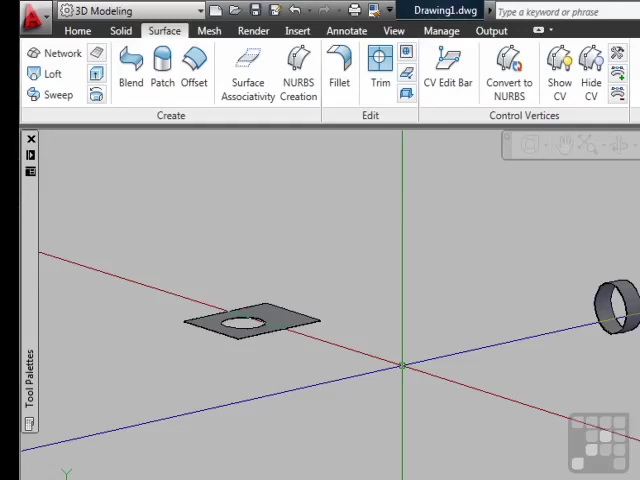 3D Modeling
Drawing1.dwg
Type a keyword or phrase
Home Solid Surface Mesh Render Insert Annotate View Manage Output
Network
Loft
Sweep
Blend Patch Offset
Surface
Associativity
NURBS
Creation
Fillet
Trim
CV Edit Bar
Convert to
NURBS
Show
CV
Hide
CV
Create
Edit
Control Vertices
Tool Palettes
Y